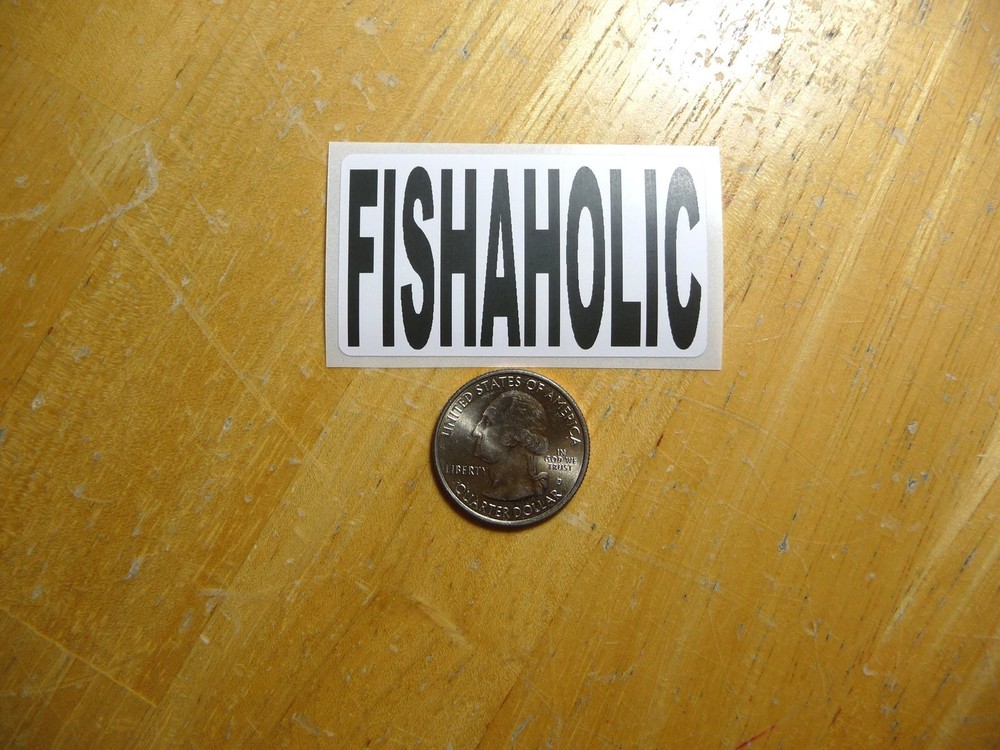 FISHAHOLIC
UNITED STATES OF AMERICA
LIBERTY
IN
GOD WE
TRUST
QUARTER DOLLAR